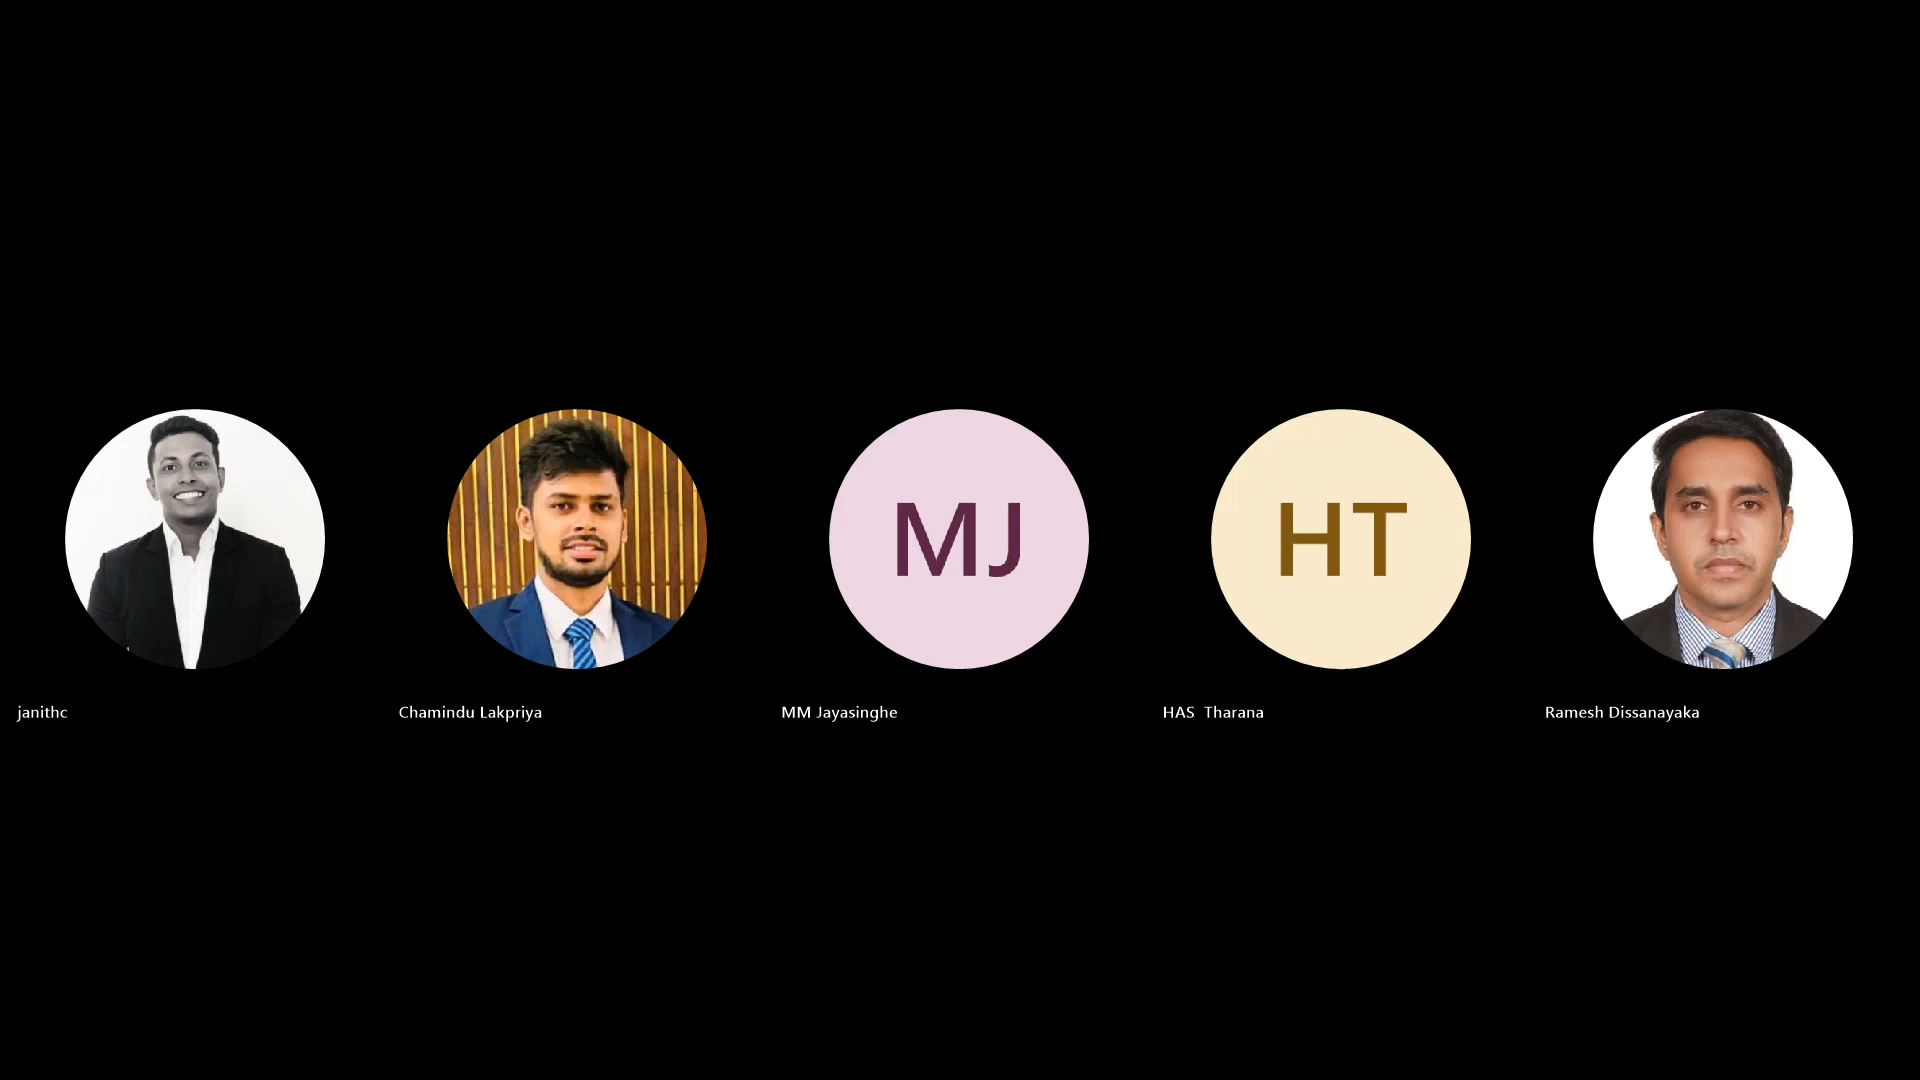 MJ
HT
janithc
Chamindu Lakpriya
MM Jayasinghe
HAS  Tharana
Ramesh Dissanayaka